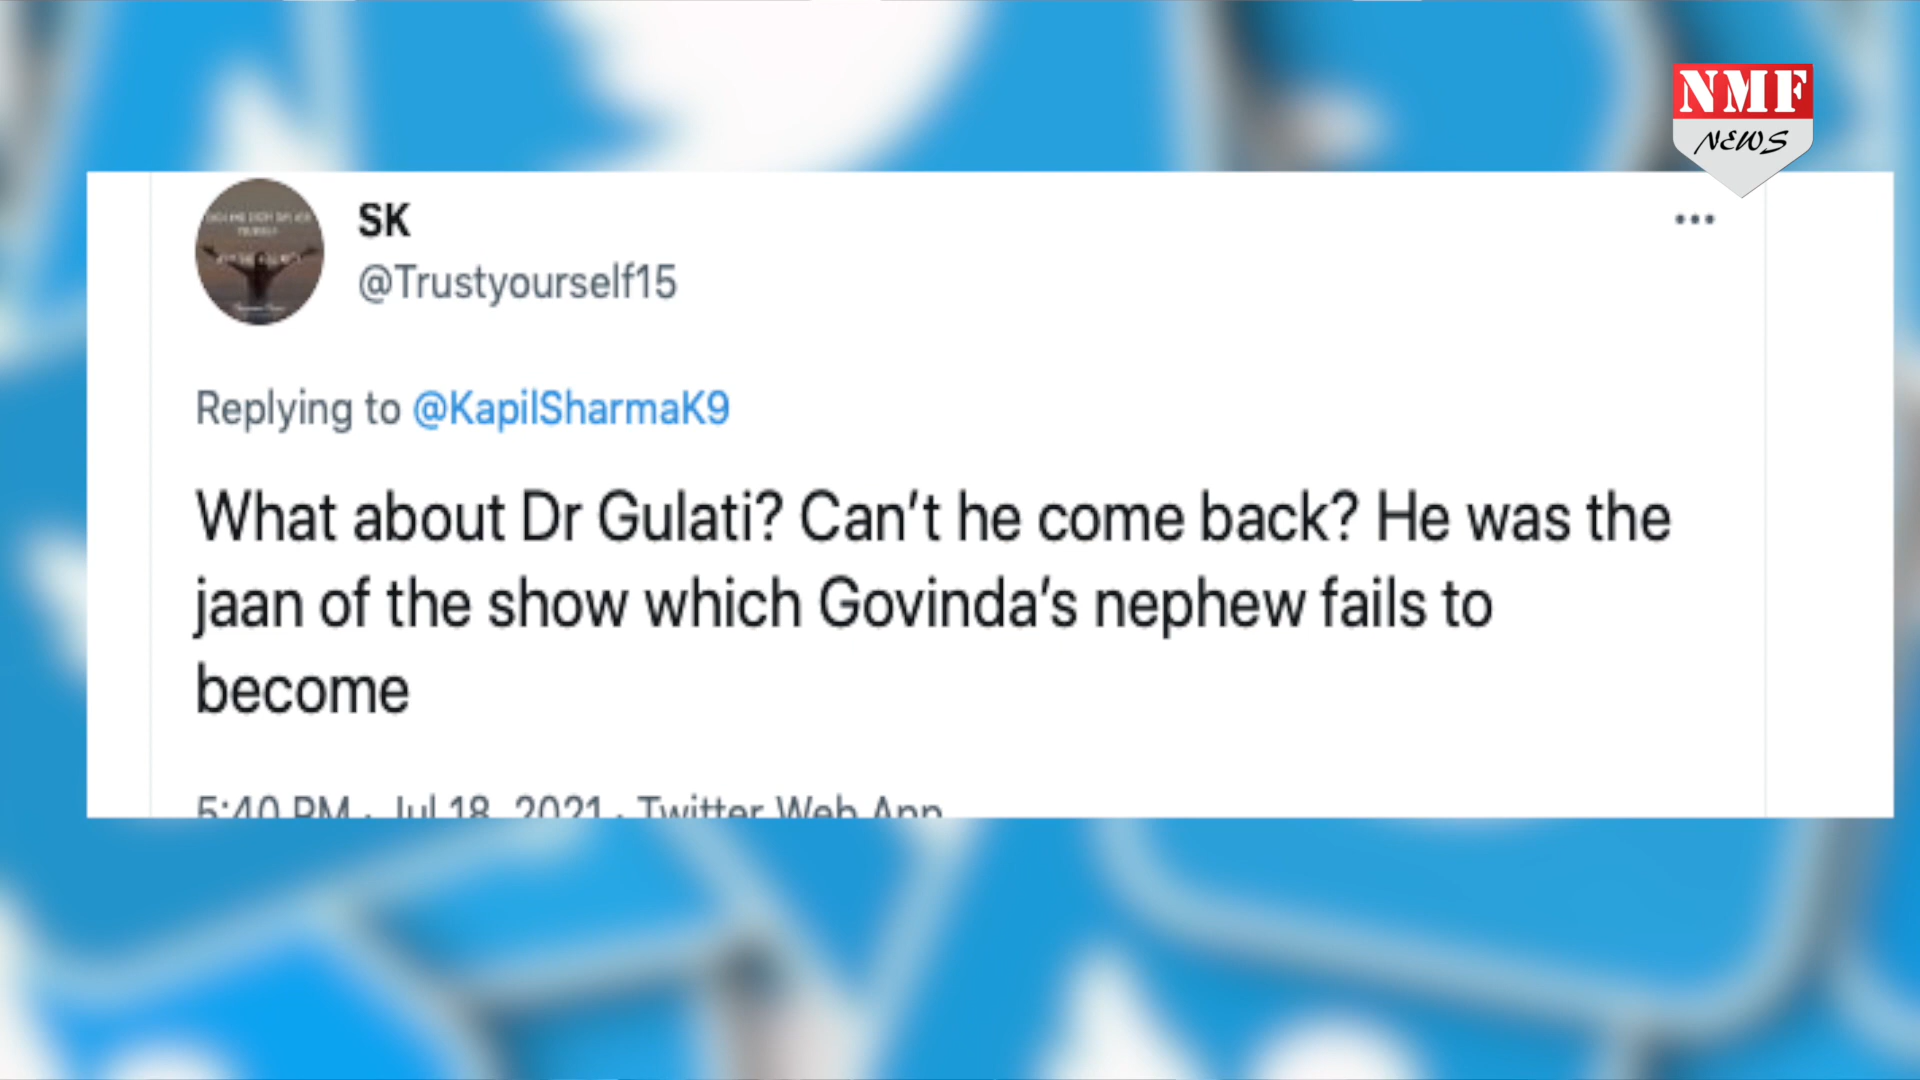 NMF
NEWS
SK
@Trustyourself15
Replying to @KapilSharmaK9
What about Dr Gulati? Can’t he come back? He was the
jaan of the show which Govinda’s nephew fails to
become
5:40 PM · Jul 18, 2021 · Twitter Web App